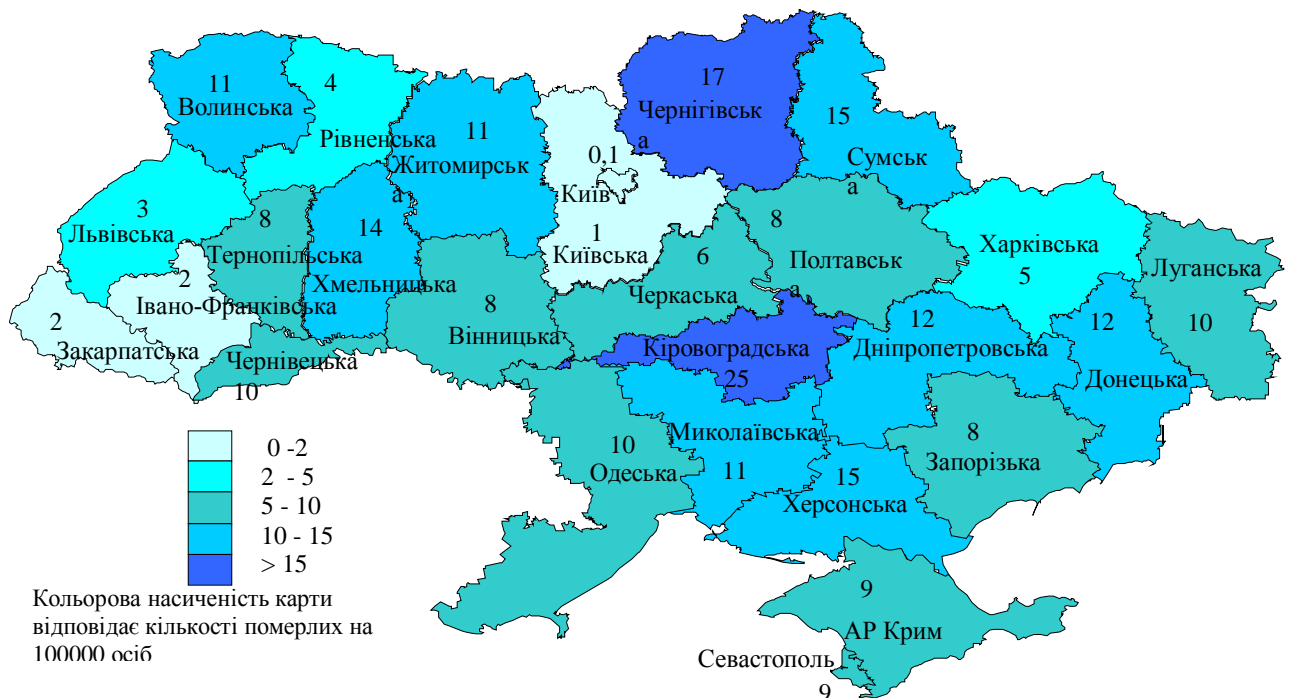 17
Чернігівськ
а
11
Волинська
4
Рівненська
11
Житомирськ
а
15
Сумськ
а
0,1
Київ
1
Київська
3
Львівська
8
Тернопільська
14
Хмельницька
8
Полтавськ
а
Харківська
5
Луганська
10
2
Івано-Франківська
2
Закарпатська
Чернівецька
10
8
Вінницька
6
Черкаська
Кіровоградська
25
12
Дніпропетровська
12
Донецька
10
Одеська
Миколаївська
11
8
Запорізька
15
Херсонська
9
АР Крим
Севастополь
9
0 -2
2 - 5
5 - 10
10 - 15
> 15
Кольорова насиченість карти
відповідає кількості померлих на
100000 осіб